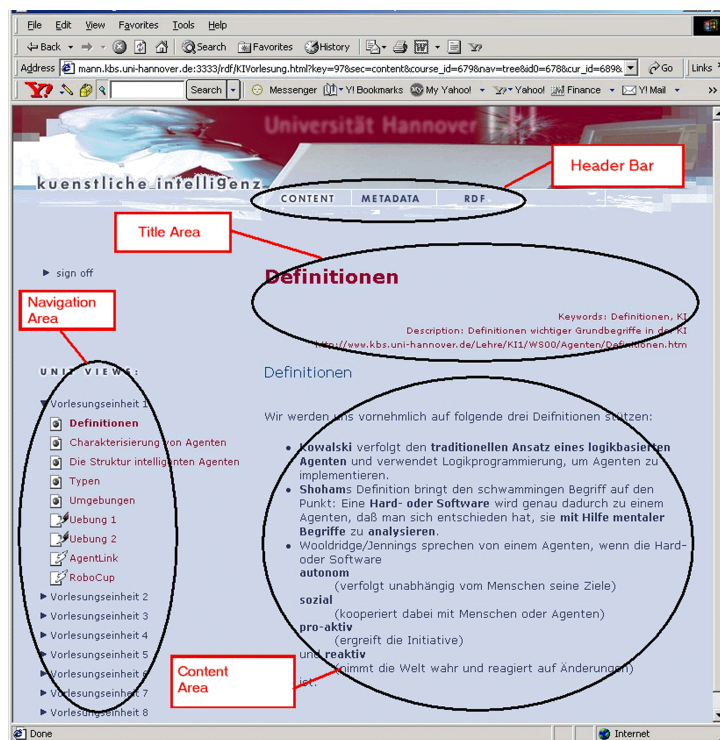 File Edit View Favorites Tools Help
Back Search Favorites History
Address mann.kbs.uni-hannover.de:3333/rdf/KIVorlesung.html?key=97&sec=content&course_id=679&nav=tree&id0=678&cur_id=689& Go Links
Y! Search Messenger Y! Bookmarks My Yahoo! Yahoo! Finance Y! Mail »
Universität Hannover
kuenstliche intelligenz
Header Bar
CONTENT METADATA RDF
Title Area
sign off
Definitionen
Navigation
Area
Keywords: Definitionen, KI
Description: Definitionen wichtiger Grundbegriffe in der KI
http://www.kbs.uni-hannover.de/Lehre/KI1/WS00/Agenten/Definitionen.htm
UNIT VIEWS:
Vorlesungseinheit 1
Definitionen
Charakterisierung von Agenten
Die Struktur intelligenten Agenten
Typen
Umgebungen
Uebung 1
Uebung 2
AgentLink
RoboCup
Vorlesungseinheit 2
Vorlesungseinheit 3
Vorlesungseinheit 4
Vorlesungseinheit 5
Vorlesungseinheit 6
Vorlesungseinheit 7
Vorlesungseinheit 8
Definitionen
Wir werden uns vornehmlich auf folgende drei Deifnitionen stützen:
• Kowalski verfolgt den traditionellen Ansatz eines logikbasierten
Agenten und verwendet Logikprogrammierung, um Agenten zu
implementieren.
• Shohams Definition bringt den schwammingen Begriff auf den
Punkt: Eine Hard- oder Software wird genau dadurch zu einem
Agenten, daß man sich entschieden hat, sie mit Hilfe mentaler
Begriffe zu analysieren.
• Wooldridge/Jennings sprechen von einem Agenten, wenn die Hard-
oder Software
autonom
(verfolgt unabhängig vom Menschen seine Ziele)
sozial
(kooperiert dabei mit Menschen oder Agenten)
pro-aktiv
(ergreift die Initiative)
und reaktiv
(nimmt die Welt wahr und reagiert auf Änderungen)
ist.
Content
Area
Done Internet